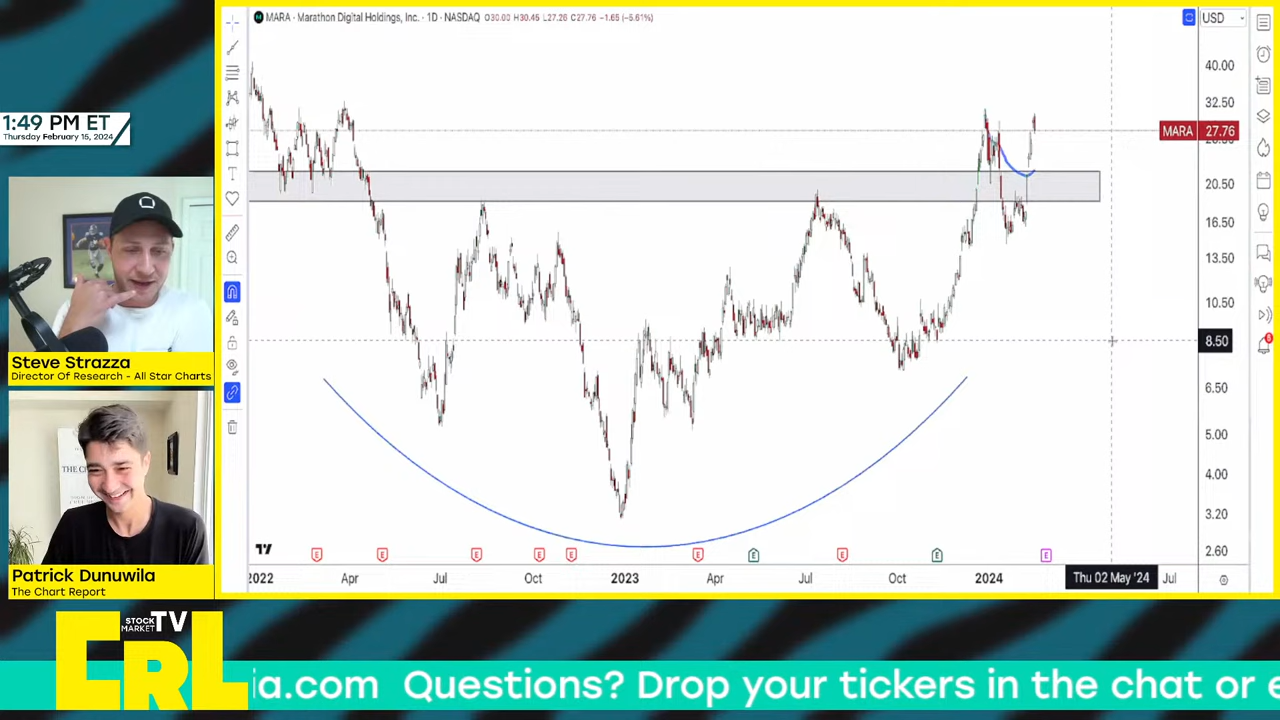 1:49 PM ET
Thursday February 15, 2024
Steve Strazza
Director Of Research - All Star Charts
Patrick Dunuwila
The Chart Report
MARA · Marathon Digital Holdings, Inc. · 1D · NASDAQ O30.00 H30.45 L27.26 C27.76 -1.65 (-5.61%)
USD
40.00
32.50
MARA 27.76
20.50
16.50
13.50
10.50
8.50
6.50
5.00
4.00
3.20
2.60
E E E E E E E E E E
2022 Apr Jul Oct 2023 Apr Jul Oct 2024 Thu 02 May '24 Jul
STOCK
MARKET TV
ERL
ia.com Questions? Drop your tickers in the chat or e